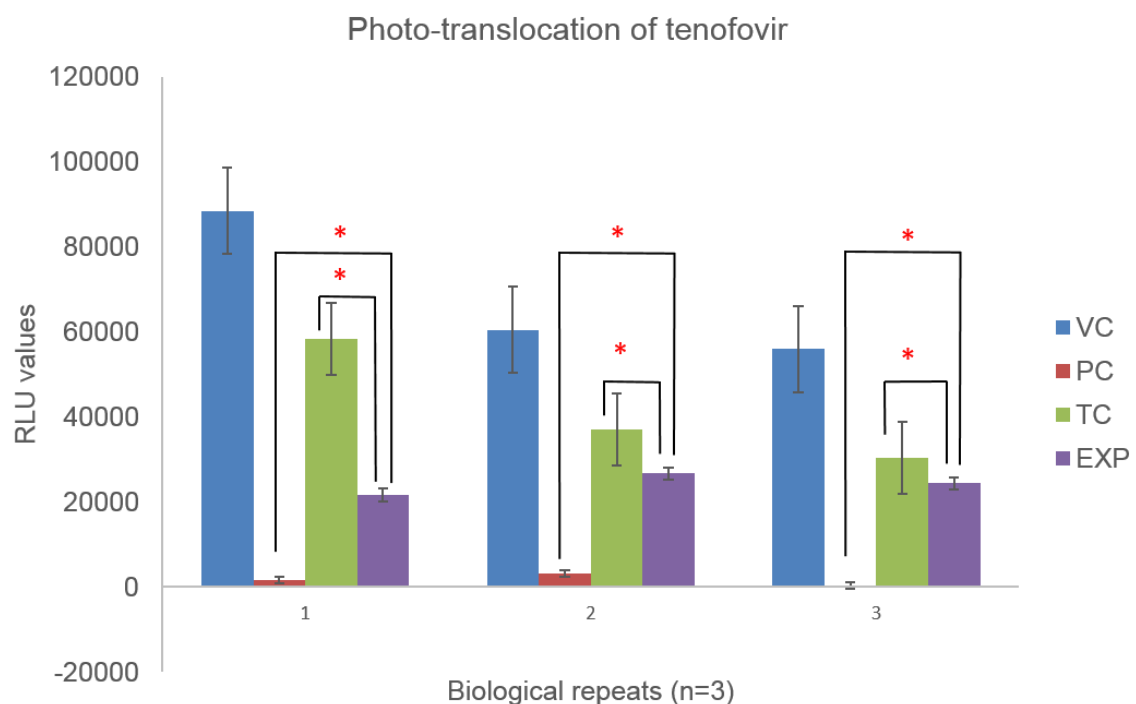 Photo-translocation of tenofovir
120000
100000
80000
60000
40000
20000
0
-20000
RLU values
*
*
*
*
*
*
1
2
3
Biological repeats (n=3)
VC
PC
TC
EXP